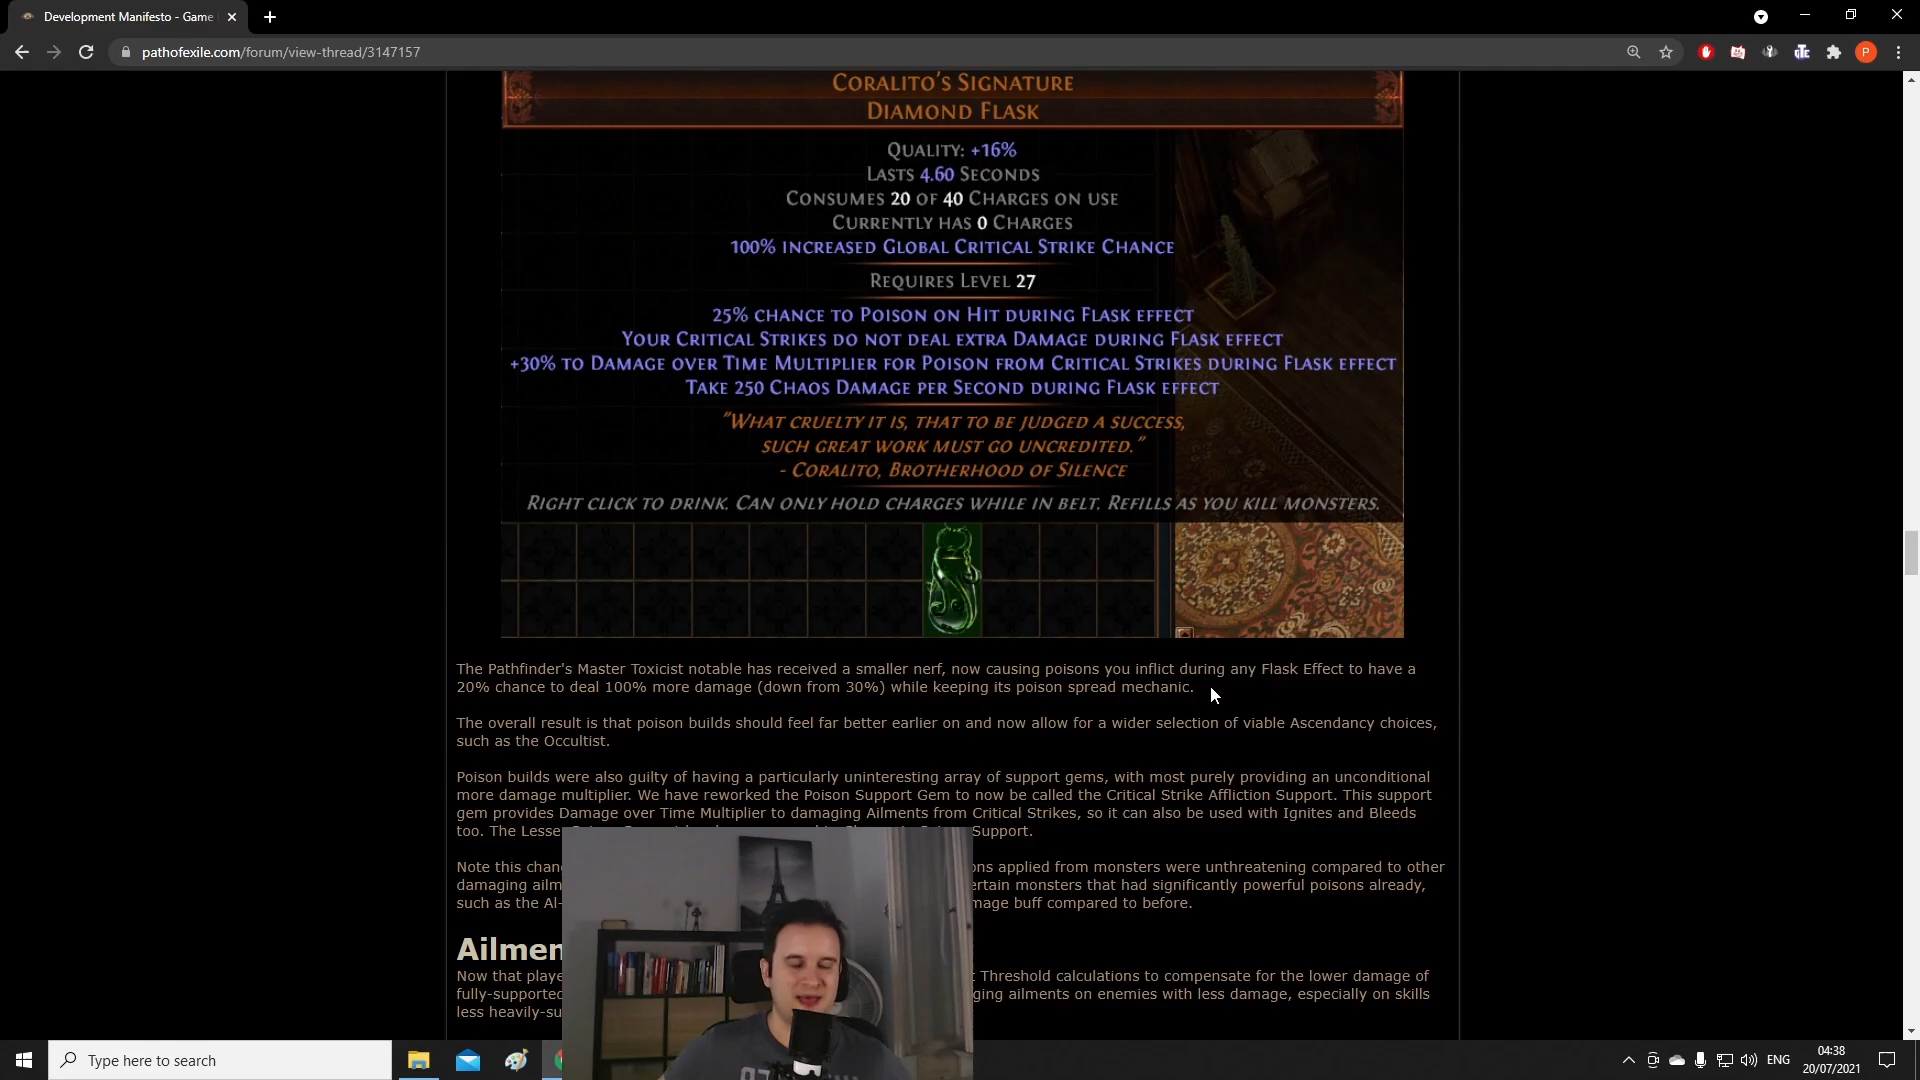 Development Manifesto - Game
pathofexile.com/forum/view-thread/3147157
P
CORALITO'S SIGNATURE
DIAMOND FLASK
QUALITY: +16%
LASTS 4.60 SECONDS
CONSUMES 20 OF 40 CHARGES ON USE
CURRENTLY HAS 0 CHARGES
100% INCREASED GLOBAL CRITICAL STRIKE CHANCE
REQUIRES LEVEL 27
25% CHANCE TO POISON ON HIT DURING FLASK EFFECT
YOUR CRITICAL STRIKES DO NOT DEAL EXTRA DAMAGE DURING FLASK EFFECT
+30% TO DAMAGE OVER TIME MULTIPLIER FOR POISON FROM CRITICAL STRIKES DURING FLASK EFFECT
TAKE 250 CHAOS DAMAGE PER SECOND DURING FLASK EFFECT
"WHAT CRUELTY IT IS, THAT TO BE JUDGED A SUCCESS,
SUCH GREAT WORK MUST GO UNCREDITED."
- CORALITO, BROTHERHOOD OF SILENCE
RIGHT CLICK TO DRINK. CAN ONLY HOLD CHARGES WHILE IN BELT. REFILLS AS YOU KILL MONSTERS.
The Pathfinder's Master Toxicist notable has received a smaller nerf, now causing poisons you inflict during any Flask Effect to have a
20% chance to deal 100% more damage (down from 30%) while keeping its poison spread mechanic.
The overall result is that poison builds should feel far better earlier on and now allow for a wider selection of viable Ascendancy choices,
such as the Occultist.
Poison builds were also guilty of having a particularly uninteresting array of support gems, with most purely providing an unconditional
more damage multiplier. We have reworked the Poison Support Gem to now be called the Critical Strike Affliction Support. This support
gem provides Damage over Time Multiplier to damaging Ailments from Critical Strikes, so it can also be used with Ignites and Bleeds
too. The Lesse Support.
Note this chan ons applied from monsters were unthreatening compared to other
damaging ailm ertain monsters that had significantly powerful poisons already,
such as the Al- mage buff compared to before.
Ailmen
Now that playe Threshold calculations to compensate for the lower damage of
fully-supported ging ailments on enemies with less damage, especially on skills
less heavily-su
Type here to search
ENG
04:38
20/07/2021